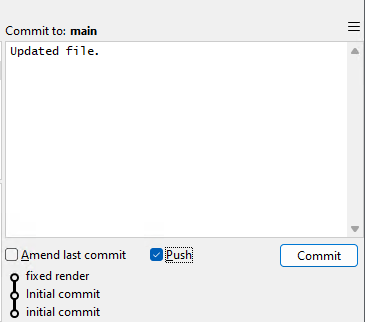 Commit to: main
Updated file.
Amend last commit
Push
Commit
fixed render
Initial commit
initial commit